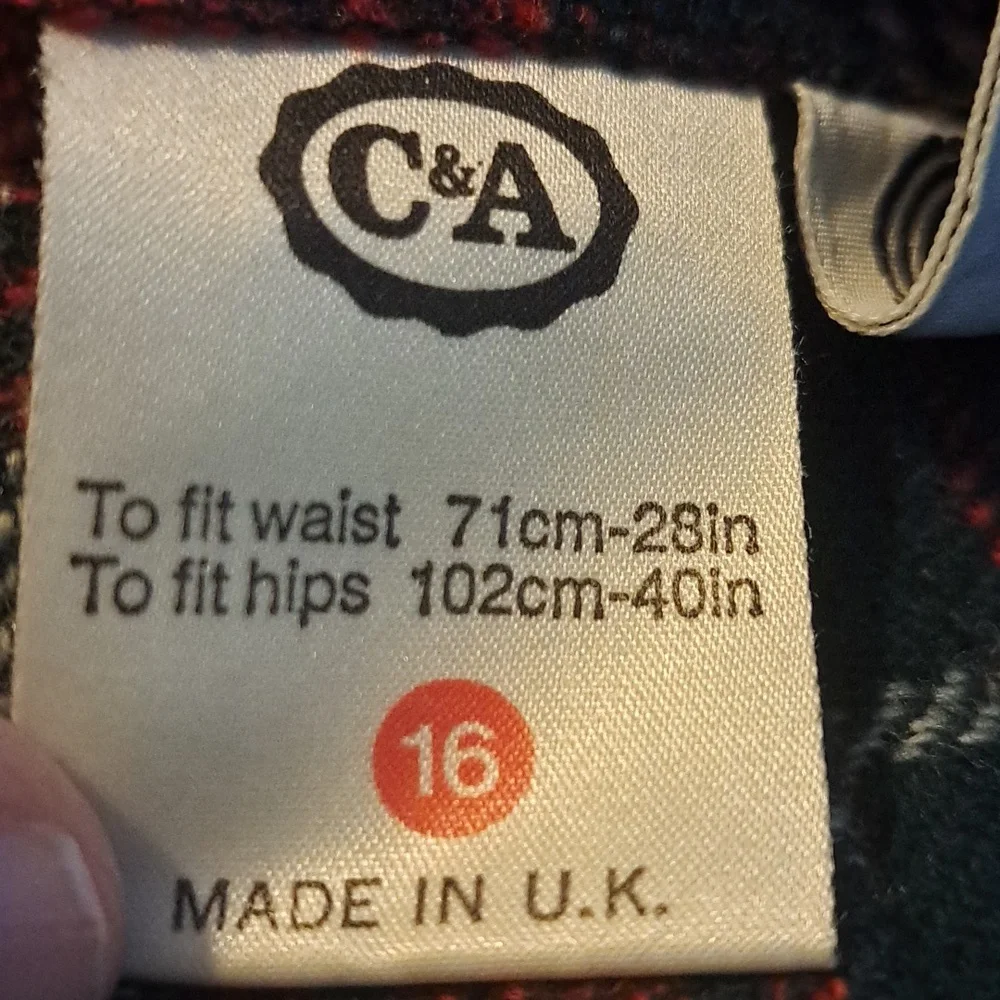 C&A
To fit waist 71cm-28in
To fit hips 102cm-40in
16
MADE IN U.K.